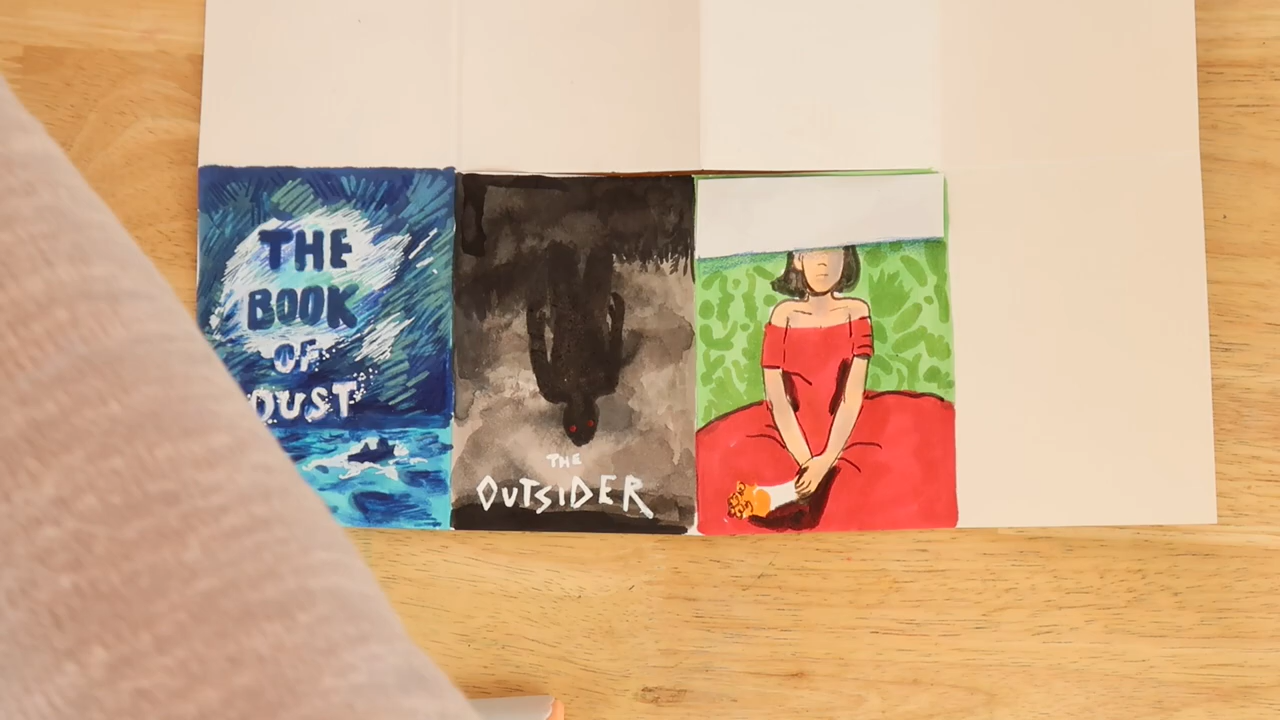 THE
BOOK
OF
DUST
THE
OUTSIDER